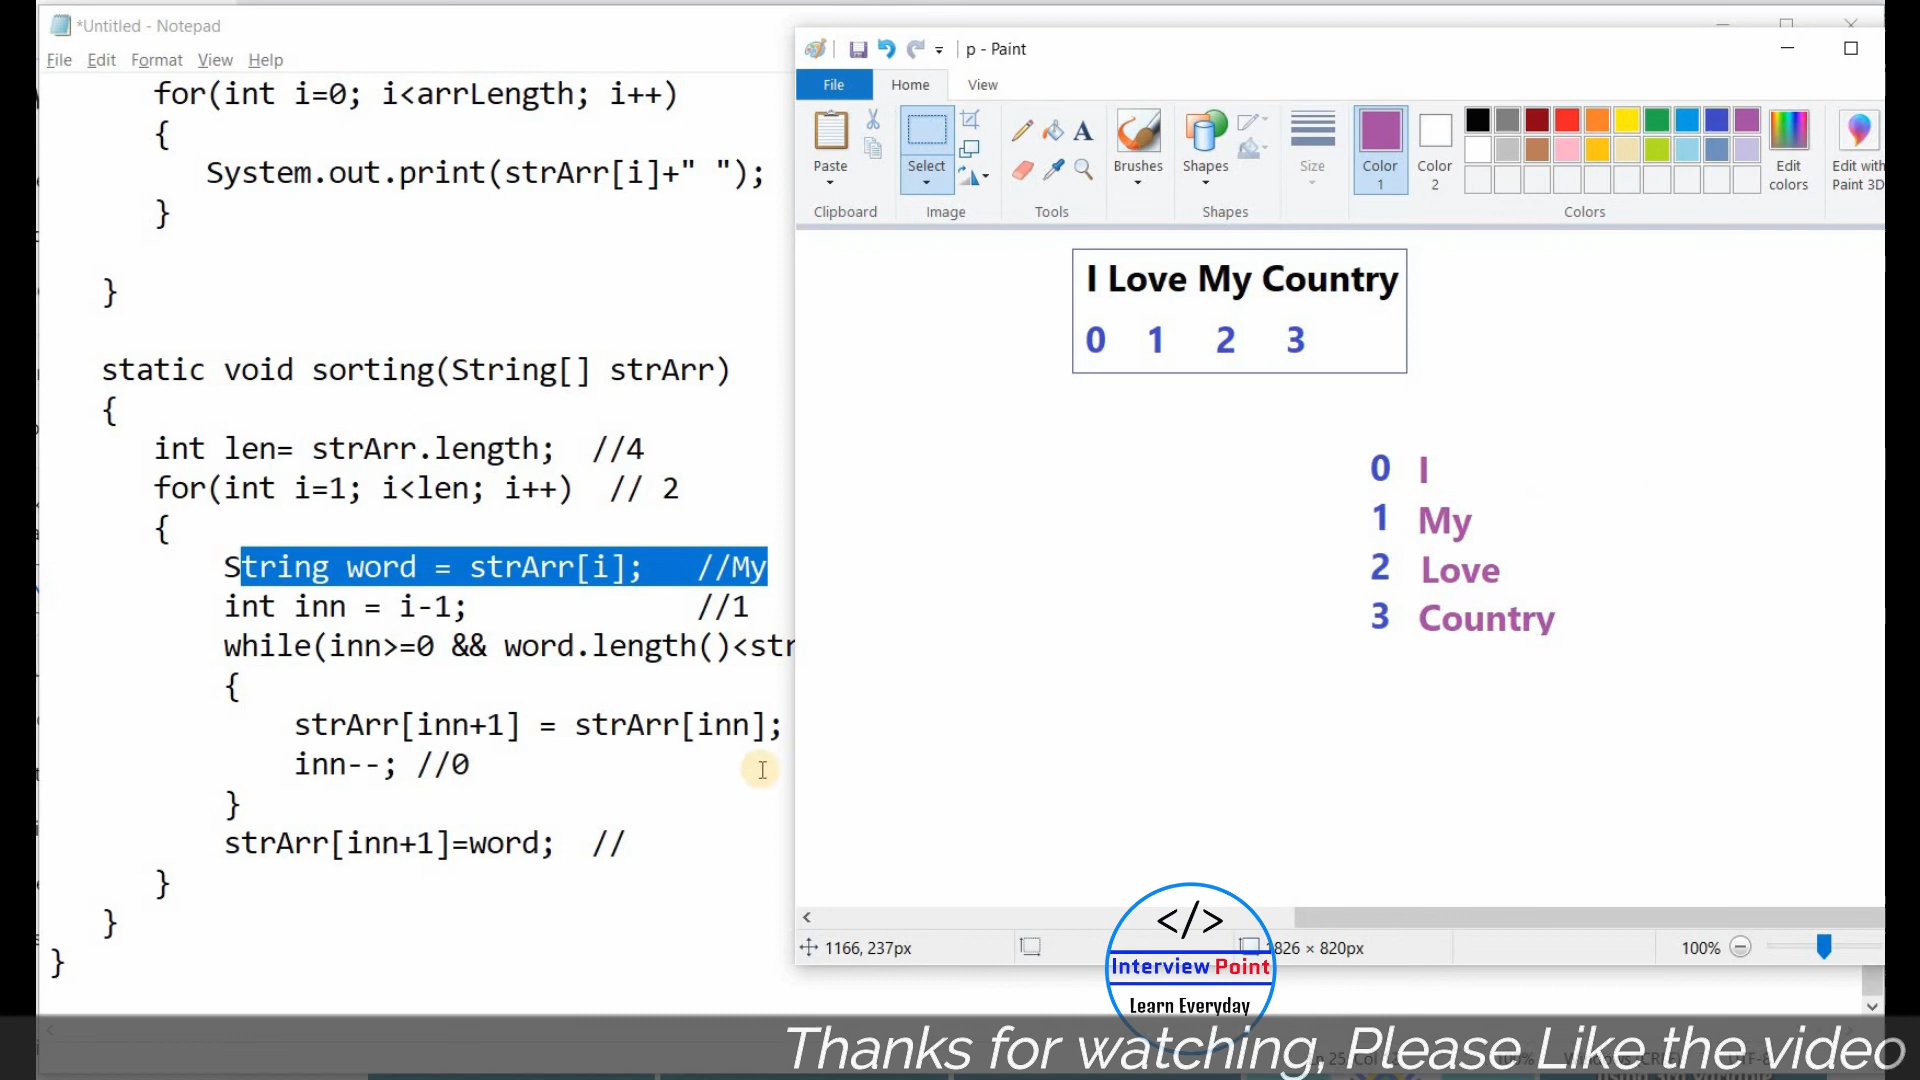 *Untitled - Notepad
File Edit Format View Help
for(int i=0; i<arrLength; i++)
{
System.out.print(strArr[i]+" ");
}
}
static void sorting(String[] strArr)
{
int len= strArr.length; //4
for(int i=1; i<len; i++) // 2
{
String word = strArr[i]; //My
int inn = i-1; //1
while(inn>=0 && word.length()<str
{
strArr[inn+1] = strArr[inn];
inn--; //0
}
strArr[inn+1]=word; //
}
}
}
p - Paint
File Home View
Paste
Select
Brushes
Shapes
Size
Color 1
Color 2
Edit colors
Edit with Paint 3D
Clipboard Image Tools Shapes Colors
I Love My Country
0 1 2 3
0 I
1 My
2 Love
3 Country
1166, 237px
1826 × 820px
100%
</>
Interview Point
Learn Everyday
Thanks for watching, Please Like the video